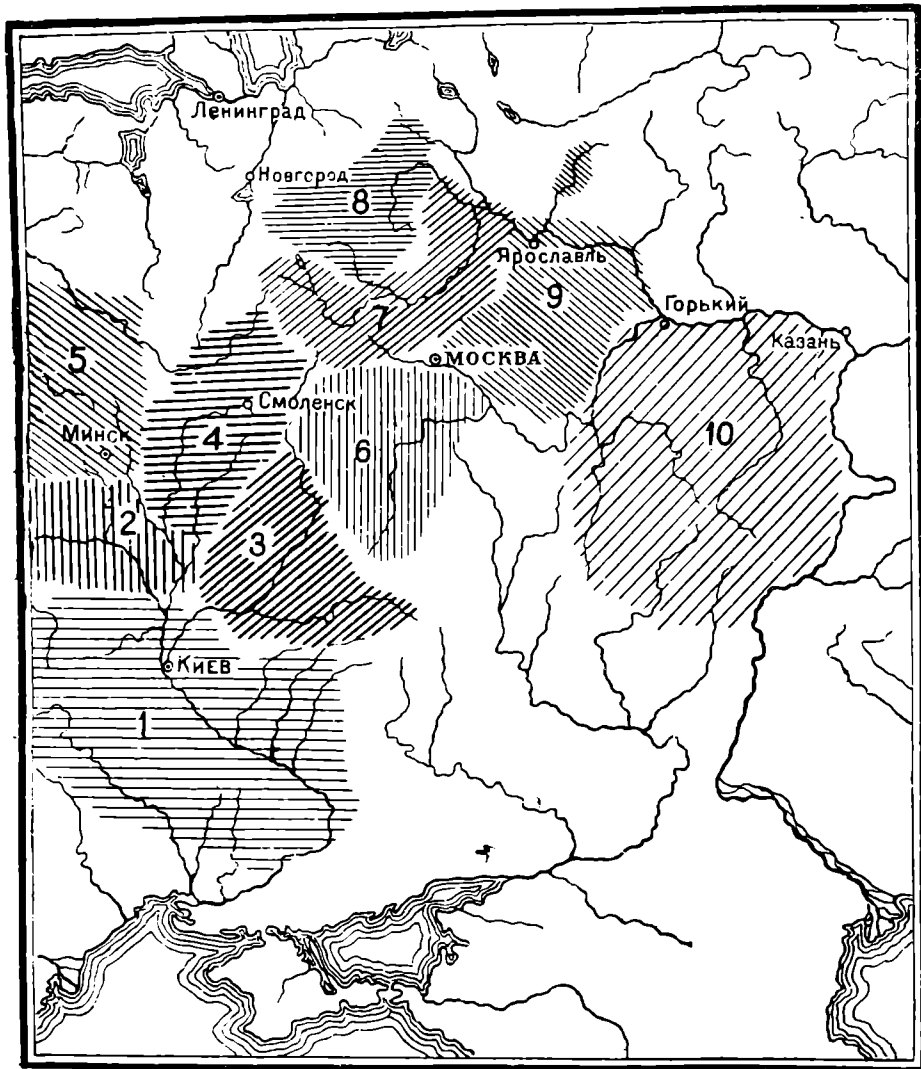 Ленинград
Новгород
8
Ярославль
9
Горький
Казань
7
МОСКВА
5
Смоленск
Минск
4
6
10
2
3
КИЕВ
1